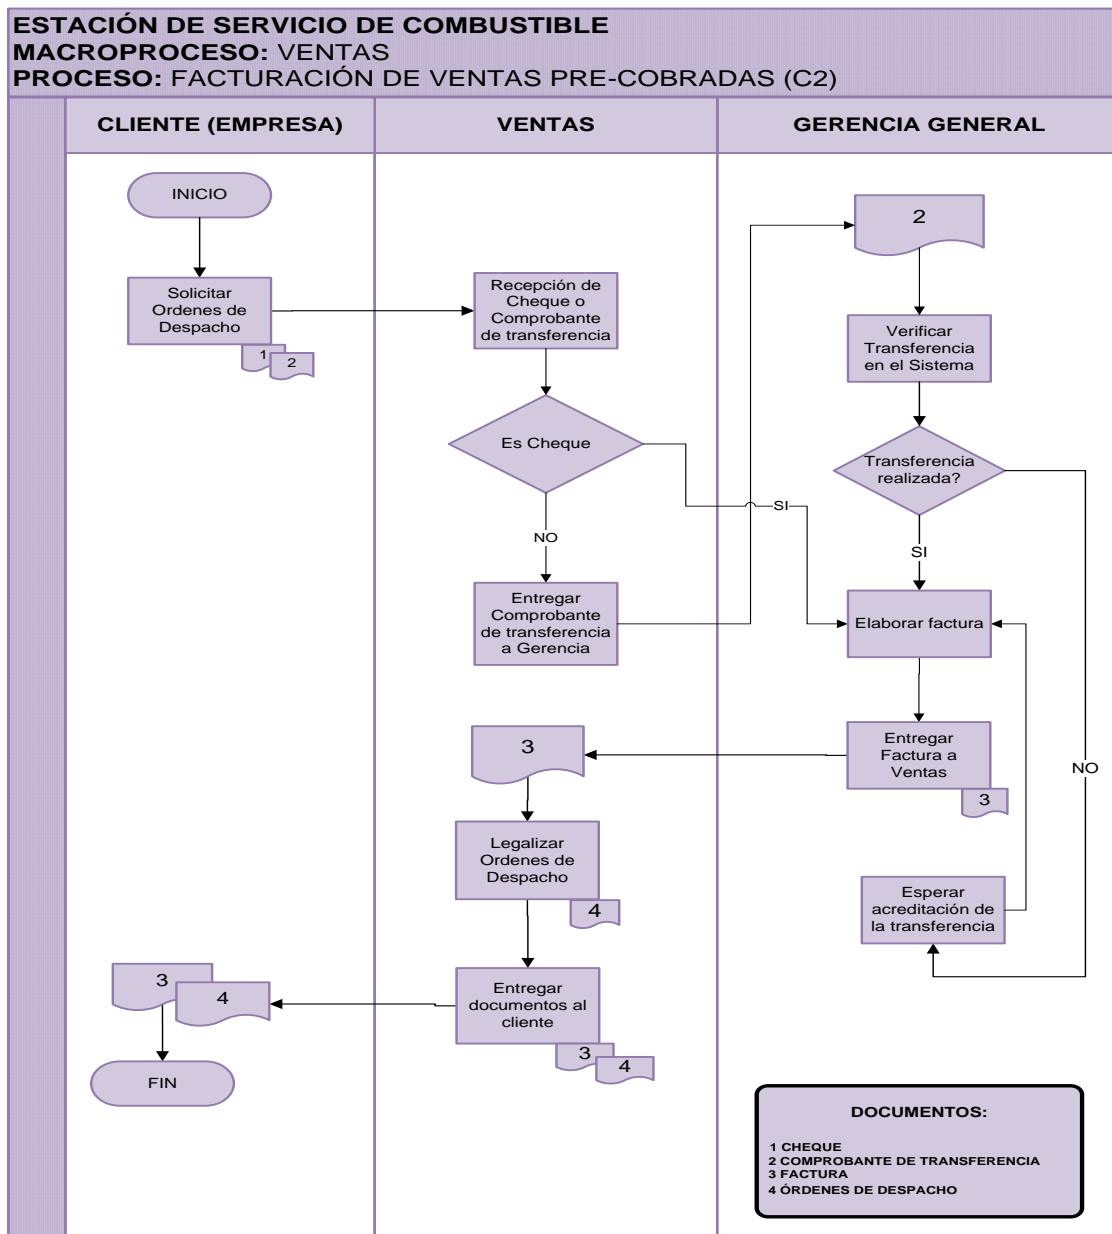 ESTACIÓN DE SERVICIO DE COMBUSTIBLE
MACROPROCESO: VENTAS
PROCESO: FACTURACIÓN DE VENTAS PRE-COBRADAS (C2)
CLIENTE (EMPRESA)
VENTAS
GERENCIA GENERAL
INICIO
Solicitar
Ordenes de
Despacho
1
2
Recepción de
Cheque o
Comprobante
de transferencia
Es Cheque
SI
NO
Entregar
Comprobante
de transferencia
a Gerencia
2
Verificar
Transferencia
en el Sistema
Transferencia
realizada?
SI
NO
Elaborar factura
Entregar
Factura a
Ventas
3
Esperar
acreditación de
la transferencia
3
Legalizar
Ordenes de
Despacho
4
Entregar
documentos al
cliente
3
4
3
4
FIN
DOCUMENTOS:
1 CHEQUE
2 COMPROBANTE DE TRANSFERENCIA
3 FACTURA
4 ÓRDENES DE DESPACHO